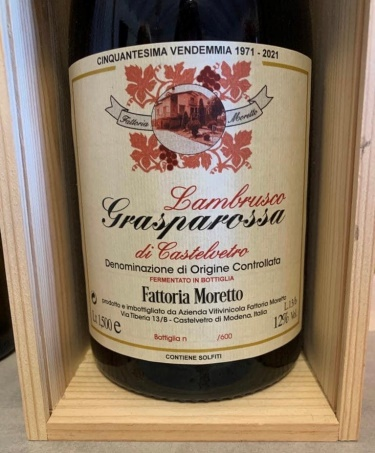 CINQUANTESIMA VENDEMMIA 1971 - 2021
Fattoria Moretto
Lambrusco
Grasparossa
di Castelvetro
Denominazione di Origine Controllata
FERMENTATO IN BOTTIGLIA
Fattoria Moretto
prodotto e imbottigliato da Azienda Vitivinicola Fattoria Moretto
Via Tiberia 13/B - Castelvetro di Modena, Italia
Lt 1,500 e
12% Vol.
Bottiglia n /600
CONTIENE SOLFITI